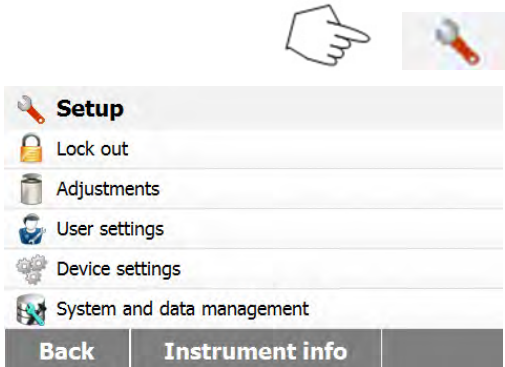 Setup
Lock out
Adjustments
User settings
Device settings
System and data management
Back Instrument info